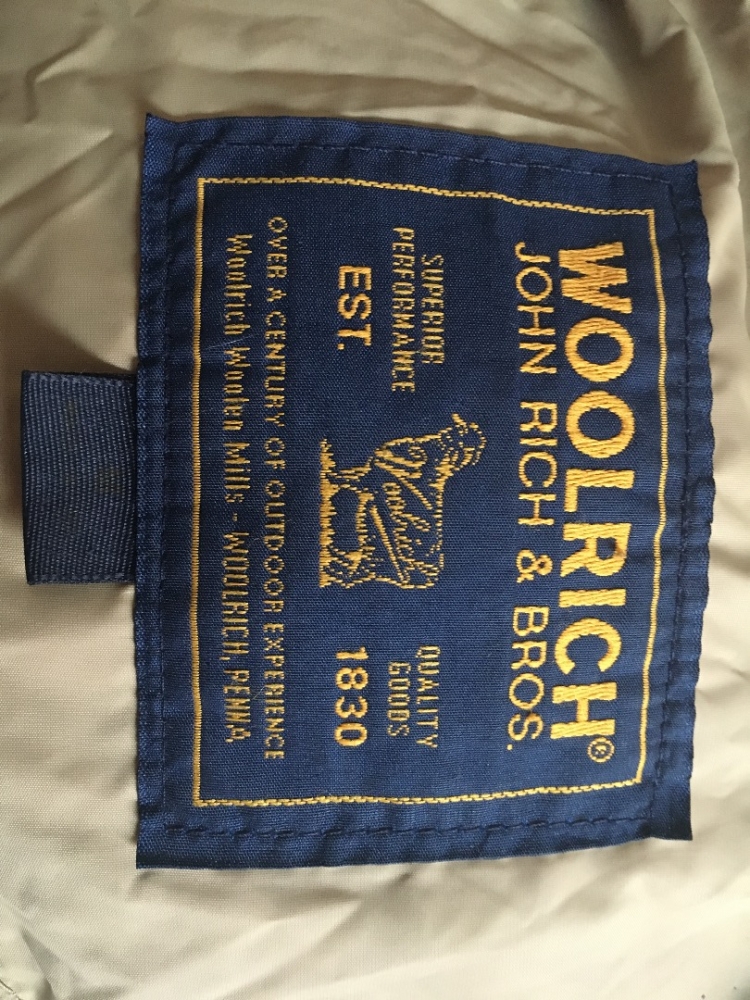 WOOLRICH®
JOHN RICH & BROS.
SUPERIOR
PERFORMANCE
QUALITY
GOODS
Woolrich
EST.
1830
OVER A CENTURY OF OUTDOOR EXPERIENCE
Woolrich Woolen Mills - WOOLRICH, PENNA.